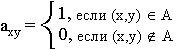 aₓᵧ = { 1, если (x,y) ∈ A
0, если (x,y) ∉ A